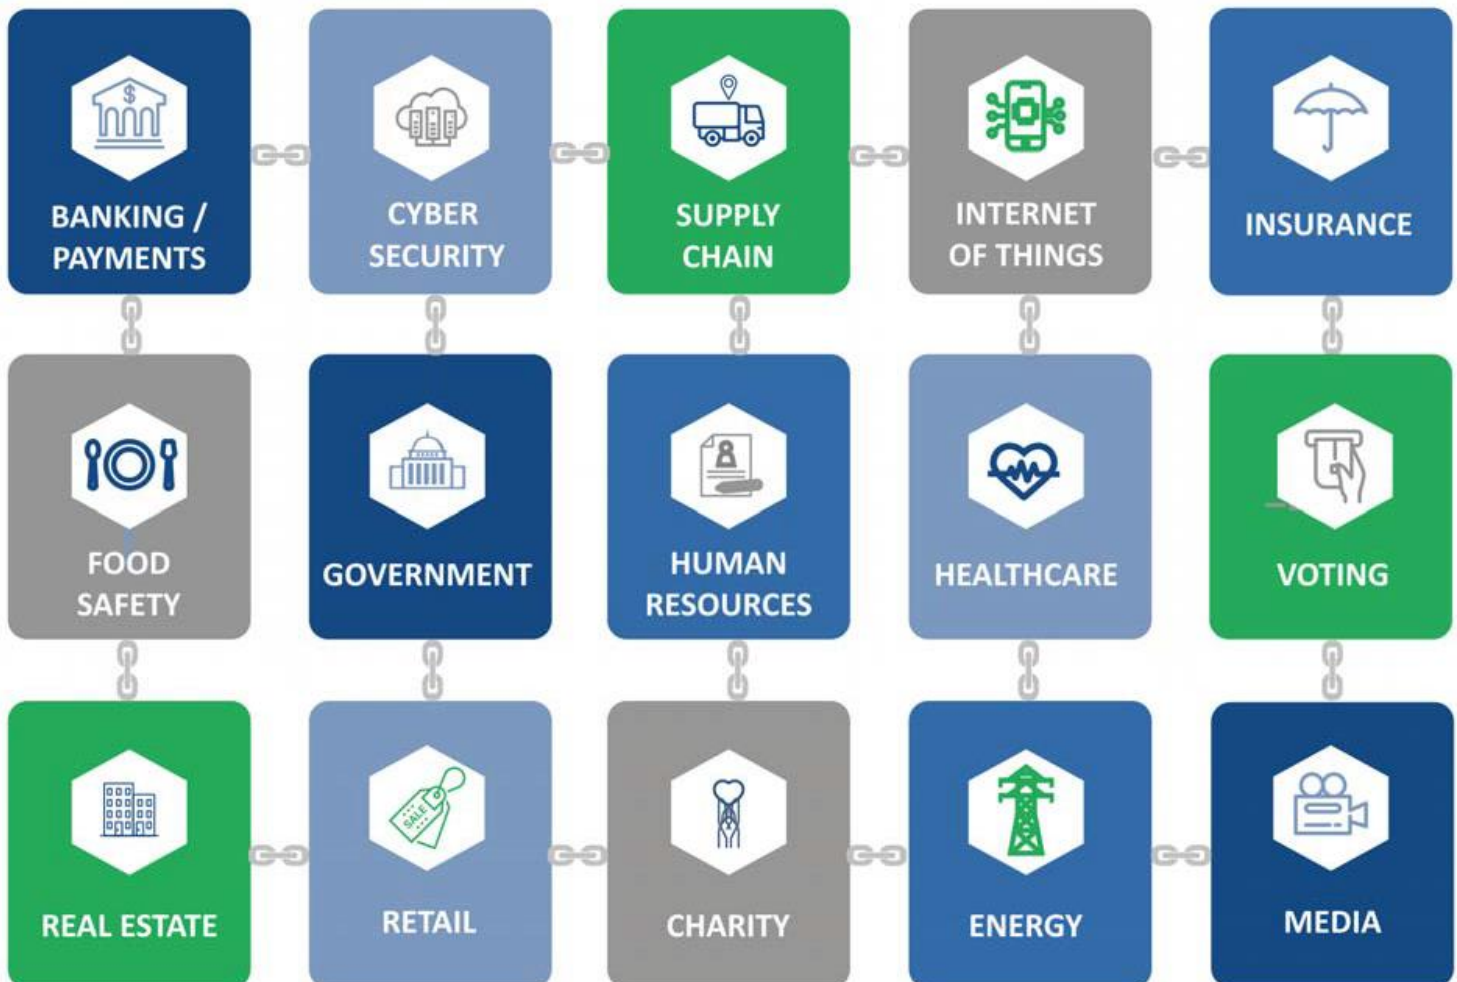 BANKING /
PAYMENTS
CYBER
SECURITY
SUPPLY
CHAIN
INTERNET
OF THINGS
INSURANCE
FOOD
SAFETY
GOVERNMENT
HUMAN
RESOURCES
HEALTHCARE
VOTING
SALE
REAL ESTATE
RETAIL
CHARITY
ENERGY
MEDIA